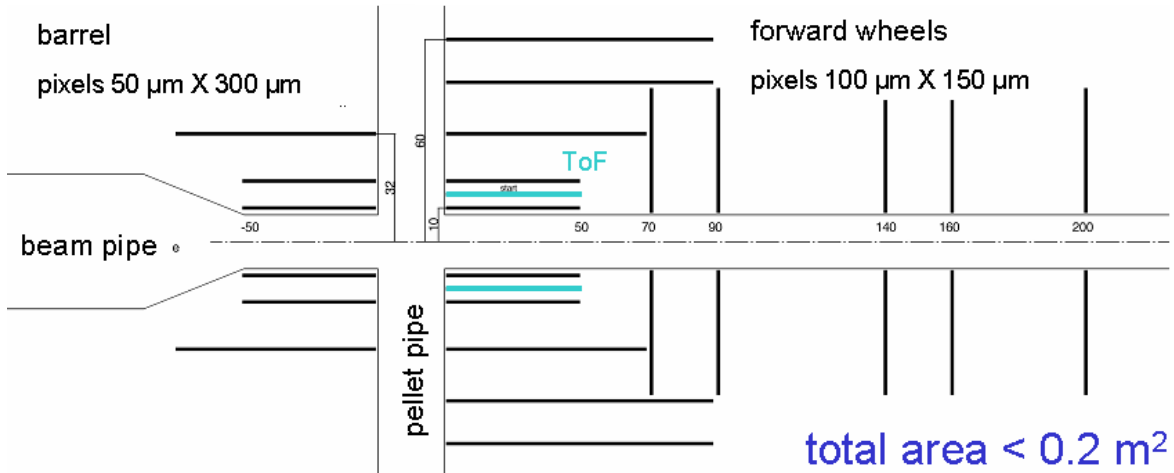 barrel
pixels 50 µm X 300 µm
forward wheels
pixels 100 µm X 150 µm
60
32
10
ToF
start
-50
50
70
90
140
160
200
beam pipe e
pellet pipe
total area < 0.2 m²